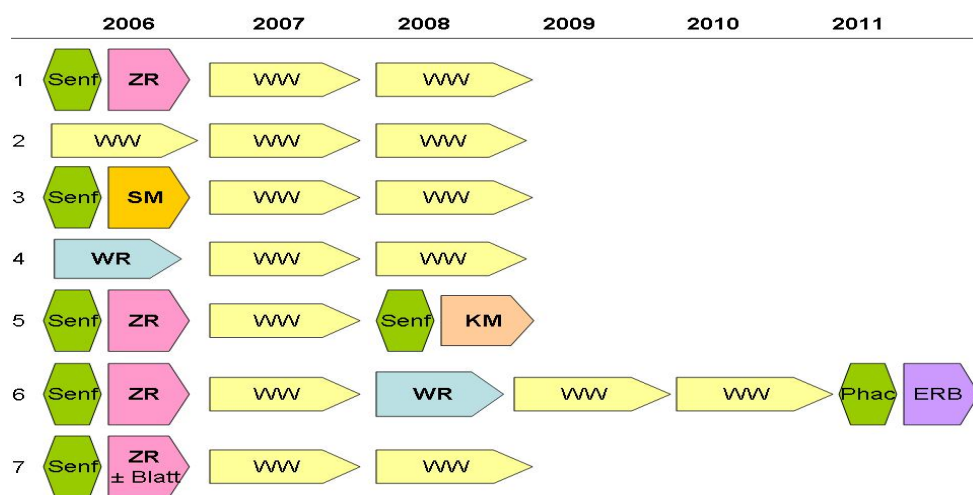 2006 2007 2008 2009 2010 2011
1 Senf ZR WW WW
2 WW WW WW
3 Senf SM WW WW
4 WR WW WW
5 Senf ZR WW Senf KM
6 Senf ZR WW WR WW WW Phac ERB
7 Senf ZR WW WW
± Blatt